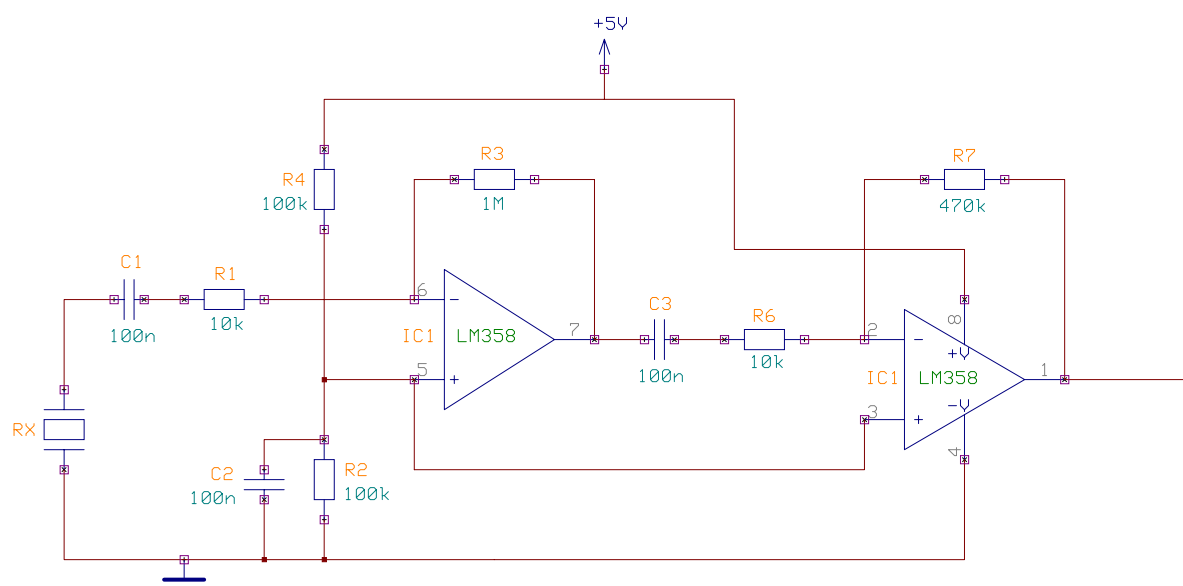 +5V
R3
1M
R7
470k
R4
100k
C1
100n
R1
10k
6
-
IC1
LM358
7
5
+
C3
100n
R6
10k
2
-
8
+V
IC1
LM358
1
3
+
-V
4
RX
C2
100n
R2
100k